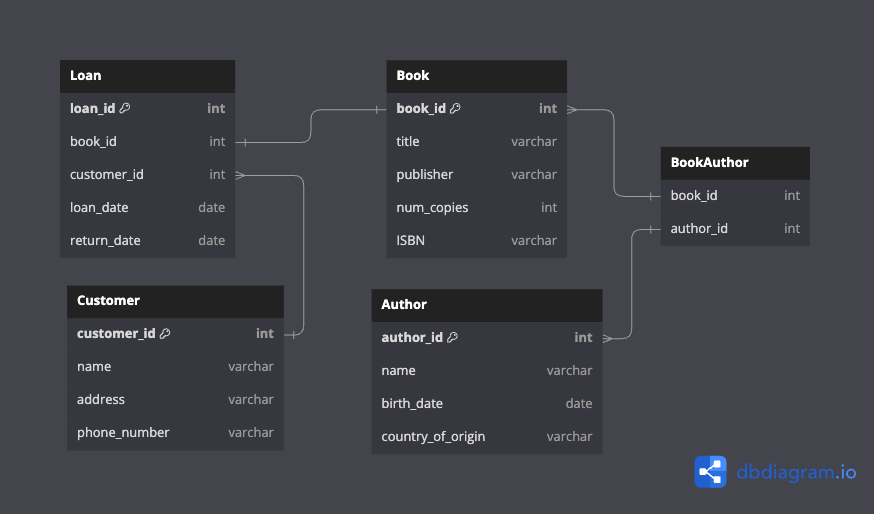 Loan
loan_id int
book_id int
customer_id int
loan_date date
return_date date
Book
book_id int
title varchar
publisher varchar
num_copies int
ISBN varchar
BookAuthor
book_id int
author_id int
Customer
customer_id int
name varchar
address varchar
phone_number varchar
Author
author_id int
name varchar
birth_date date
country_of_origin varchar
dbdiagram.io